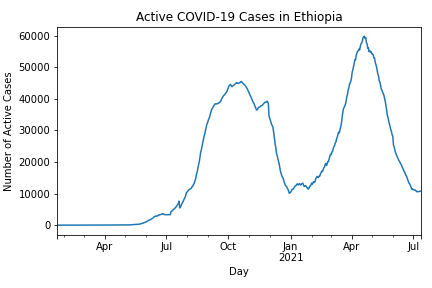 Active COVID-19 Cases in Ethiopia
60000
50000
40000
30000
20000
10000
0
Number of Active Cases
Apr Jul Oct Jan Apr Jul
2021
Day